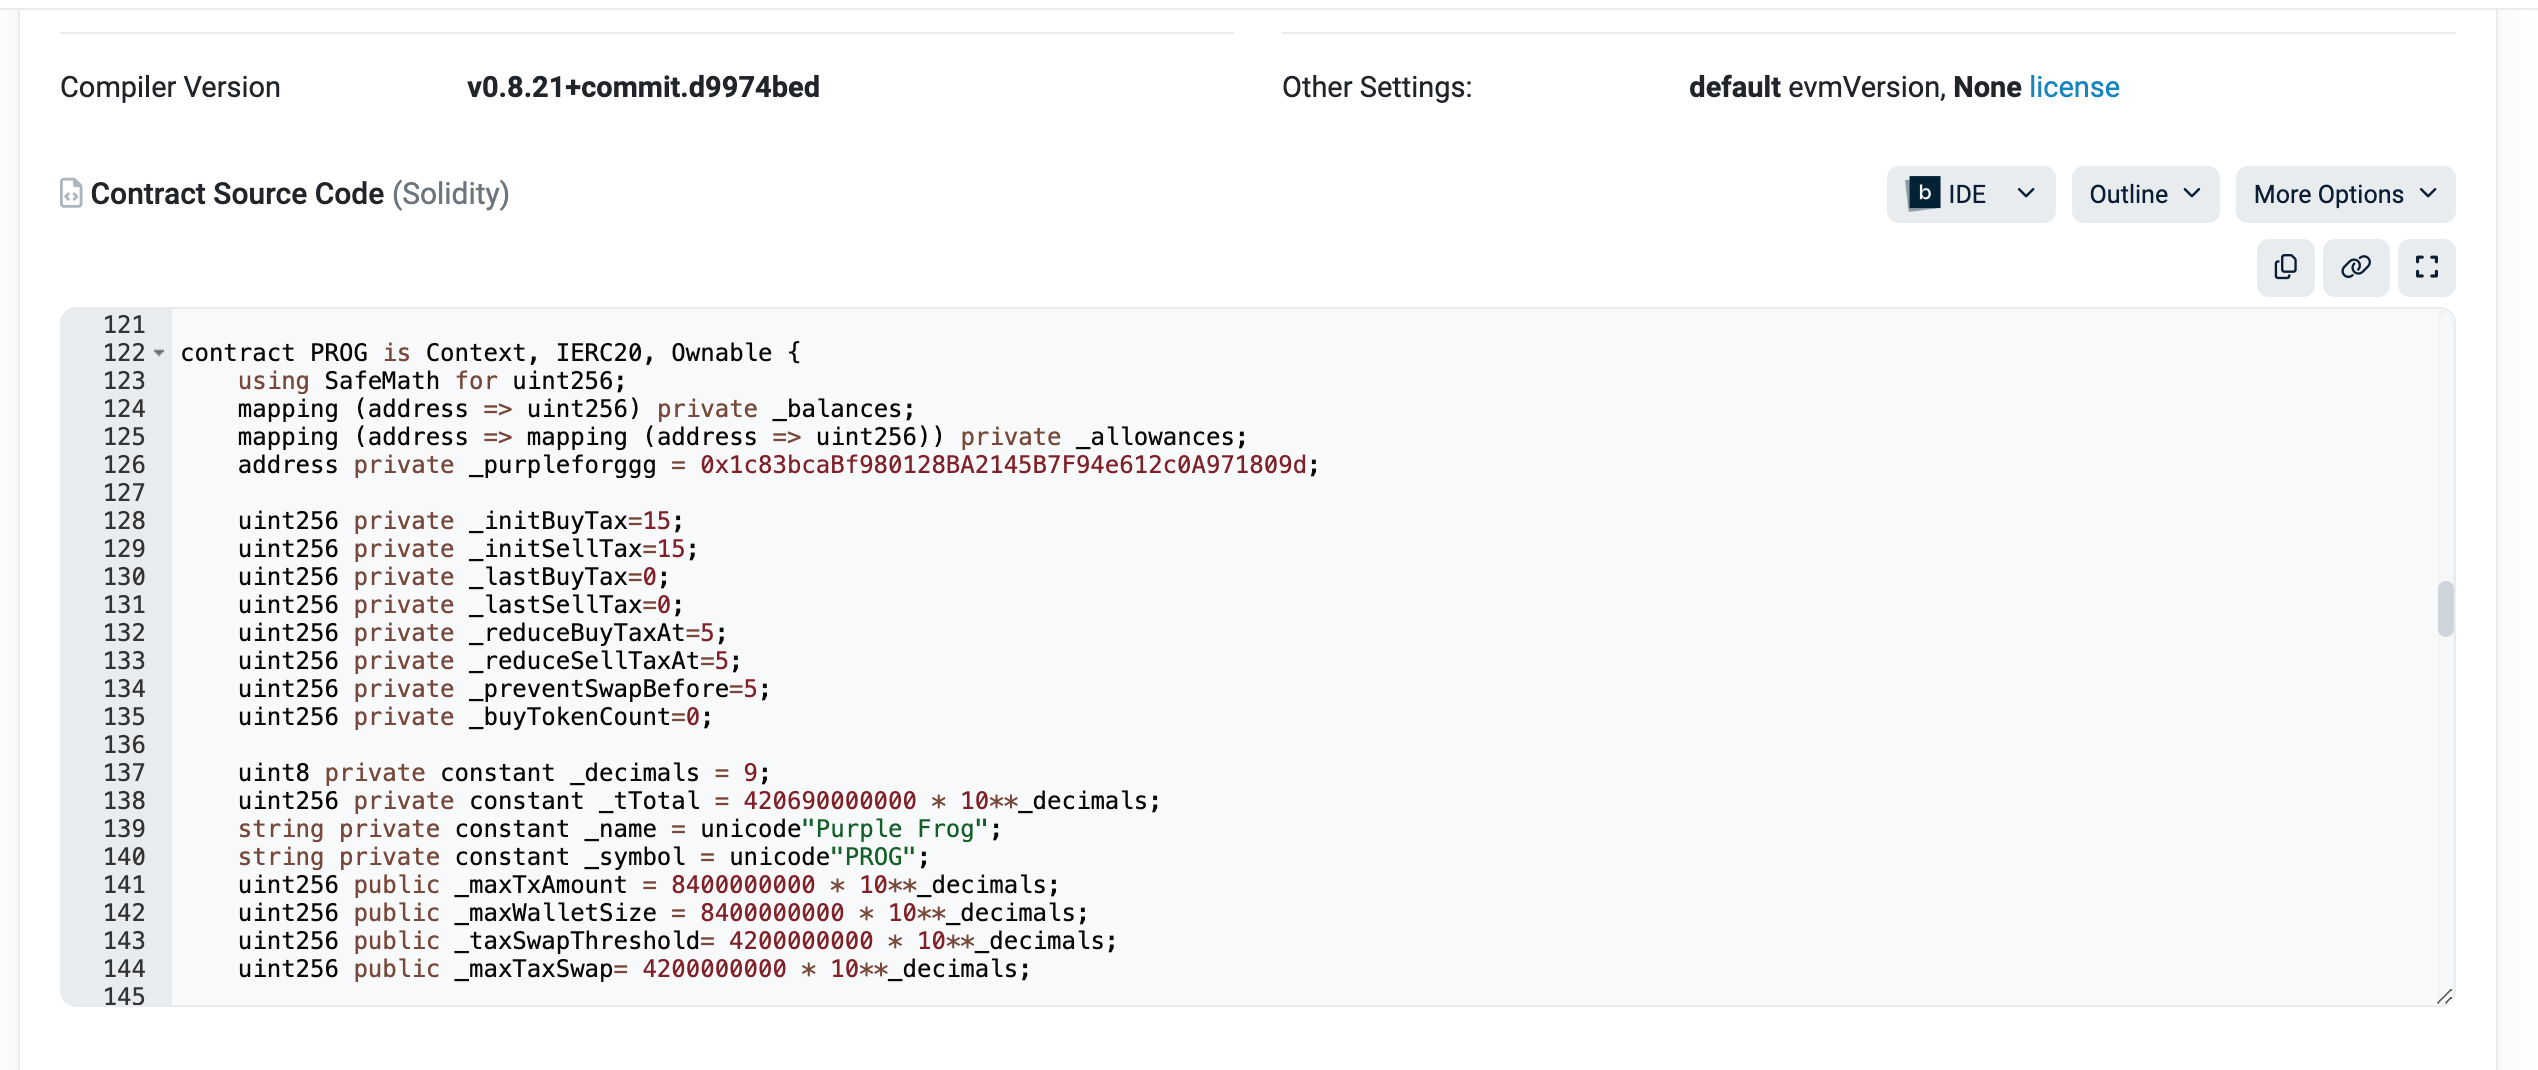 Compiler Version v0.8.21+commit.d9974bed Other Settings: default evmVersion, None license
Contract Source Code (Solidity) b IDE Outline More Options
121
122 contract PROG is Context, IERC20, Ownable {
123 using SafeMath for uint256;
124 mapping (address => uint256) private _balances;
125 mapping (address => mapping (address => uint256)) private _allowances;
126 address private _purpleforggg = 0x1c83bcaBf980128BA2145B7F94e612c0A971809d;
127
128 uint256 private _initBuyTax=15;
129 uint256 private _initSellTax=15;
130 uint256 private _lastBuyTax=0;
131 uint256 private _lastSellTax=0;
132 uint256 private _reduceBuyTaxAt=5;
133 uint256 private _reduceSellTaxAt=5;
134 uint256 private _preventSwapBefore=5;
135 uint256 private _buyTokenCount=0;
136
137 uint8 private constant _decimals = 9;
138 uint256 private constant _tTotal = 420690000000 * 10**_decimals;
139 string private constant _name = unicode"Purple Frog";
140 string private constant _symbol = unicode"PROG";
141 uint256 public _maxTxAmount = 8400000000 * 10**_decimals;
142 uint256 public _maxWalletSize = 8400000000 * 10**_decimals;
143 uint256 public _taxSwapThreshold= 4200000000 * 10**_decimals;
144 uint256 public _maxTaxSwap= 4200000000 * 10**_decimals;
145